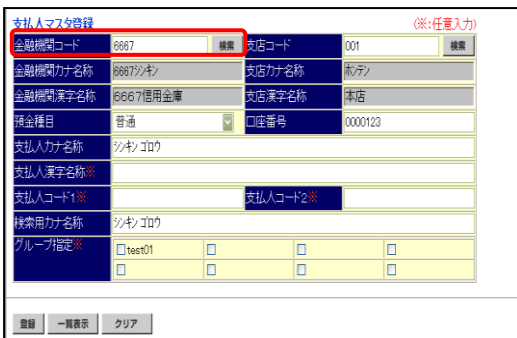 支払人マスタ登録 (※:任意入力)
金融機関コード 6667 検索 支店コード 001 検索
金融機関カナ名称 6667シンキン 支店カナ名称 ホンテン
金融機関漢字名称 6667信用金庫 支店漢字名称 本店
預金種目 普通 口座番号 0000123
支払人カナ名称 シンキン ゴロウ
支払人漢字名称※
支払人コード1※ 支払人コード2※
検索用カナ名称 シンキン ゴロウ
グループ指定※ test01
登録 一覧表示 クリア